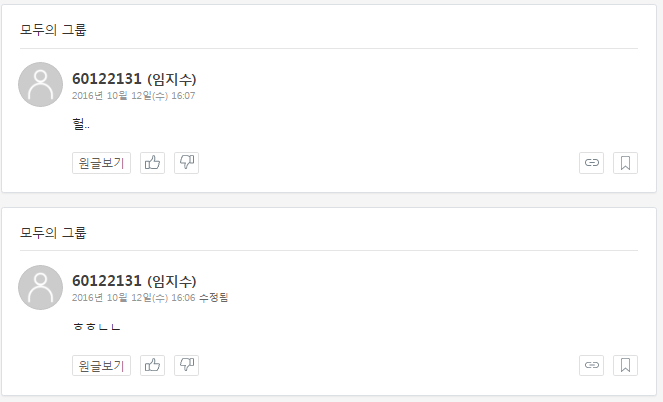 모두의 그룹
60122131 (임지수)
2016년 10월 12일(수) 16:07
헐..
원글보기
모두의 그룹
60122131 (임지수)
2016년 10월 12일(수) 16:06 수정됨
ㅎㅎㄴㄴ
원글보기